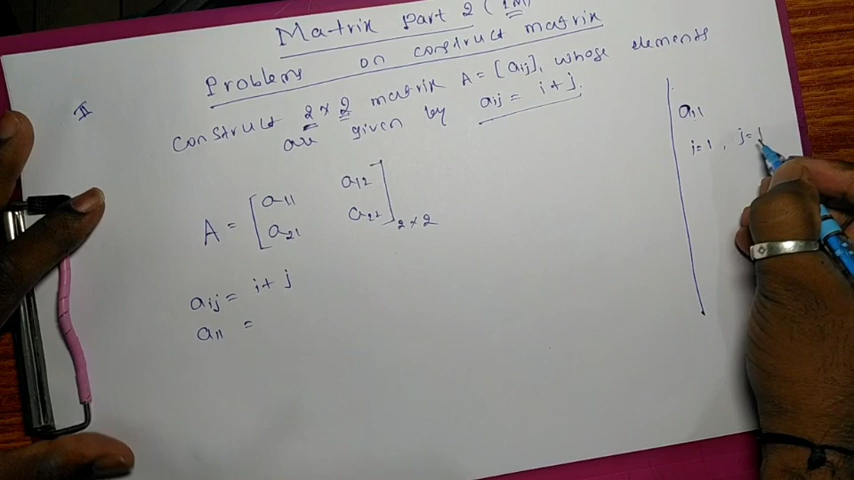 Matrix Part 2 (1M)
Problems on construct matrix
I
Construct 2 × 2 matrix A = [aij], whose elements
are given by aij = i + j.
A = [a11 a12
a21 a22] 2 × 2
aij = i + j
a11 =
a11
i = 1, j = 1